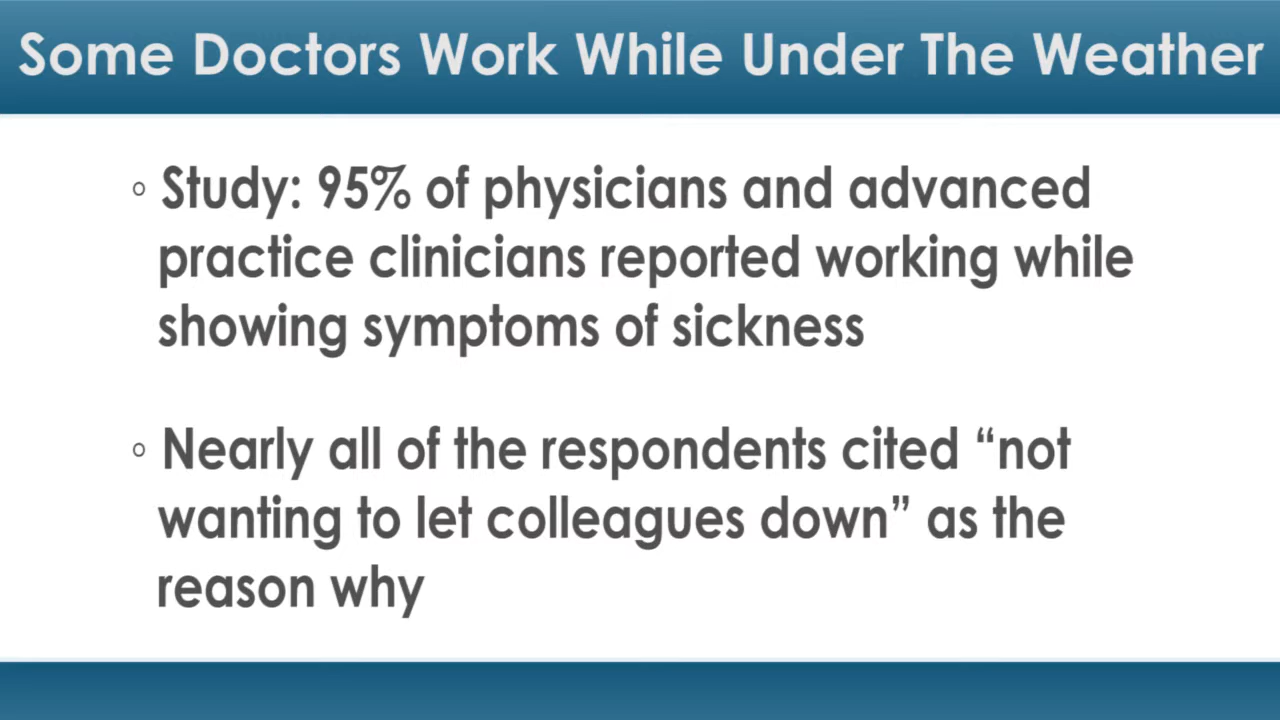 Some Doctors Work While Under The Weather
◦ Study: 95% of physicians and advanced
practice clinicians reported working while
showing symptoms of sickness
◦ Nearly all of the respondents cited “not
wanting to let colleagues down” as the
reason why